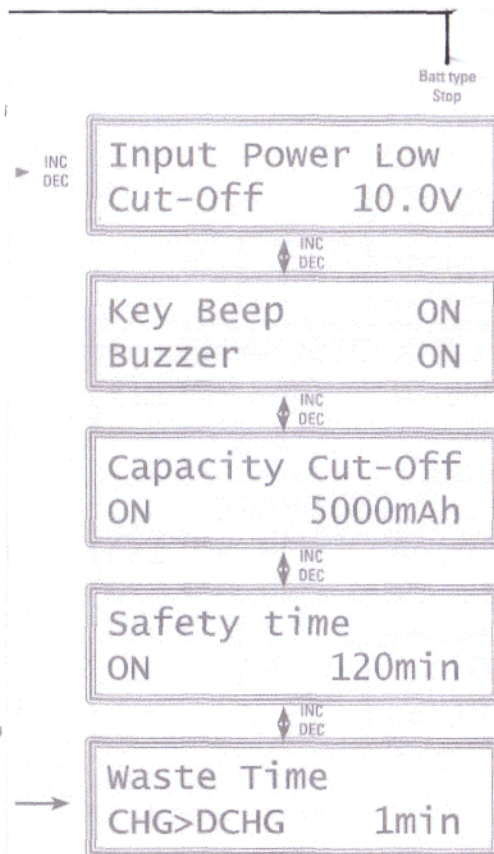 Batt type
Stop
INC
DEC
Input Power Low
Cut-Off 10.0V
INC
DEC
Key Beep ON
Buzzer ON
INC
DEC
Capacity Cut-Off
ON 5000mAh
INC
DEC
Safety time
ON 120min
INC
DEC
Waste Time
CHG>DCHG 1min